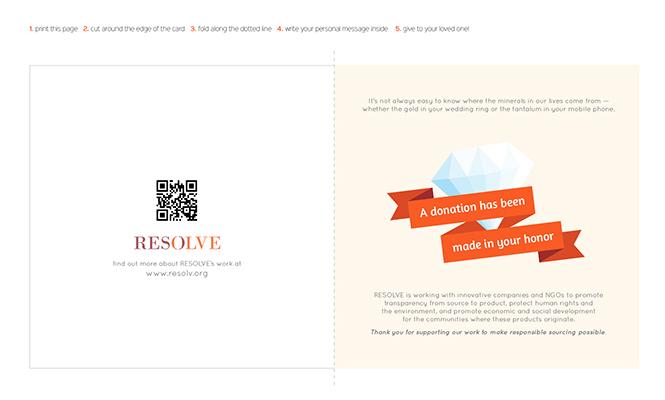 1. print this page 2. cut around the edge of the card 3. fold along the dotted line 4. write your personal message inside 5. give to your loved one!
RESOLVE
find out more about RESOLVE's work at
www.resolv.org
It's not always easy to know where the minerals in our lives come from —
whether the gold in your wedding ring or the tantalum in your mobile phone.
A donation has been
made in your honor
RESOLVE is working with innovative companies and NGOs to promote
transparency from source to product, protect human rights and
the environment, and promote economic and social development
for the communities where these products originate.
Thank you for supporting our work to make responsible sourcing possible.